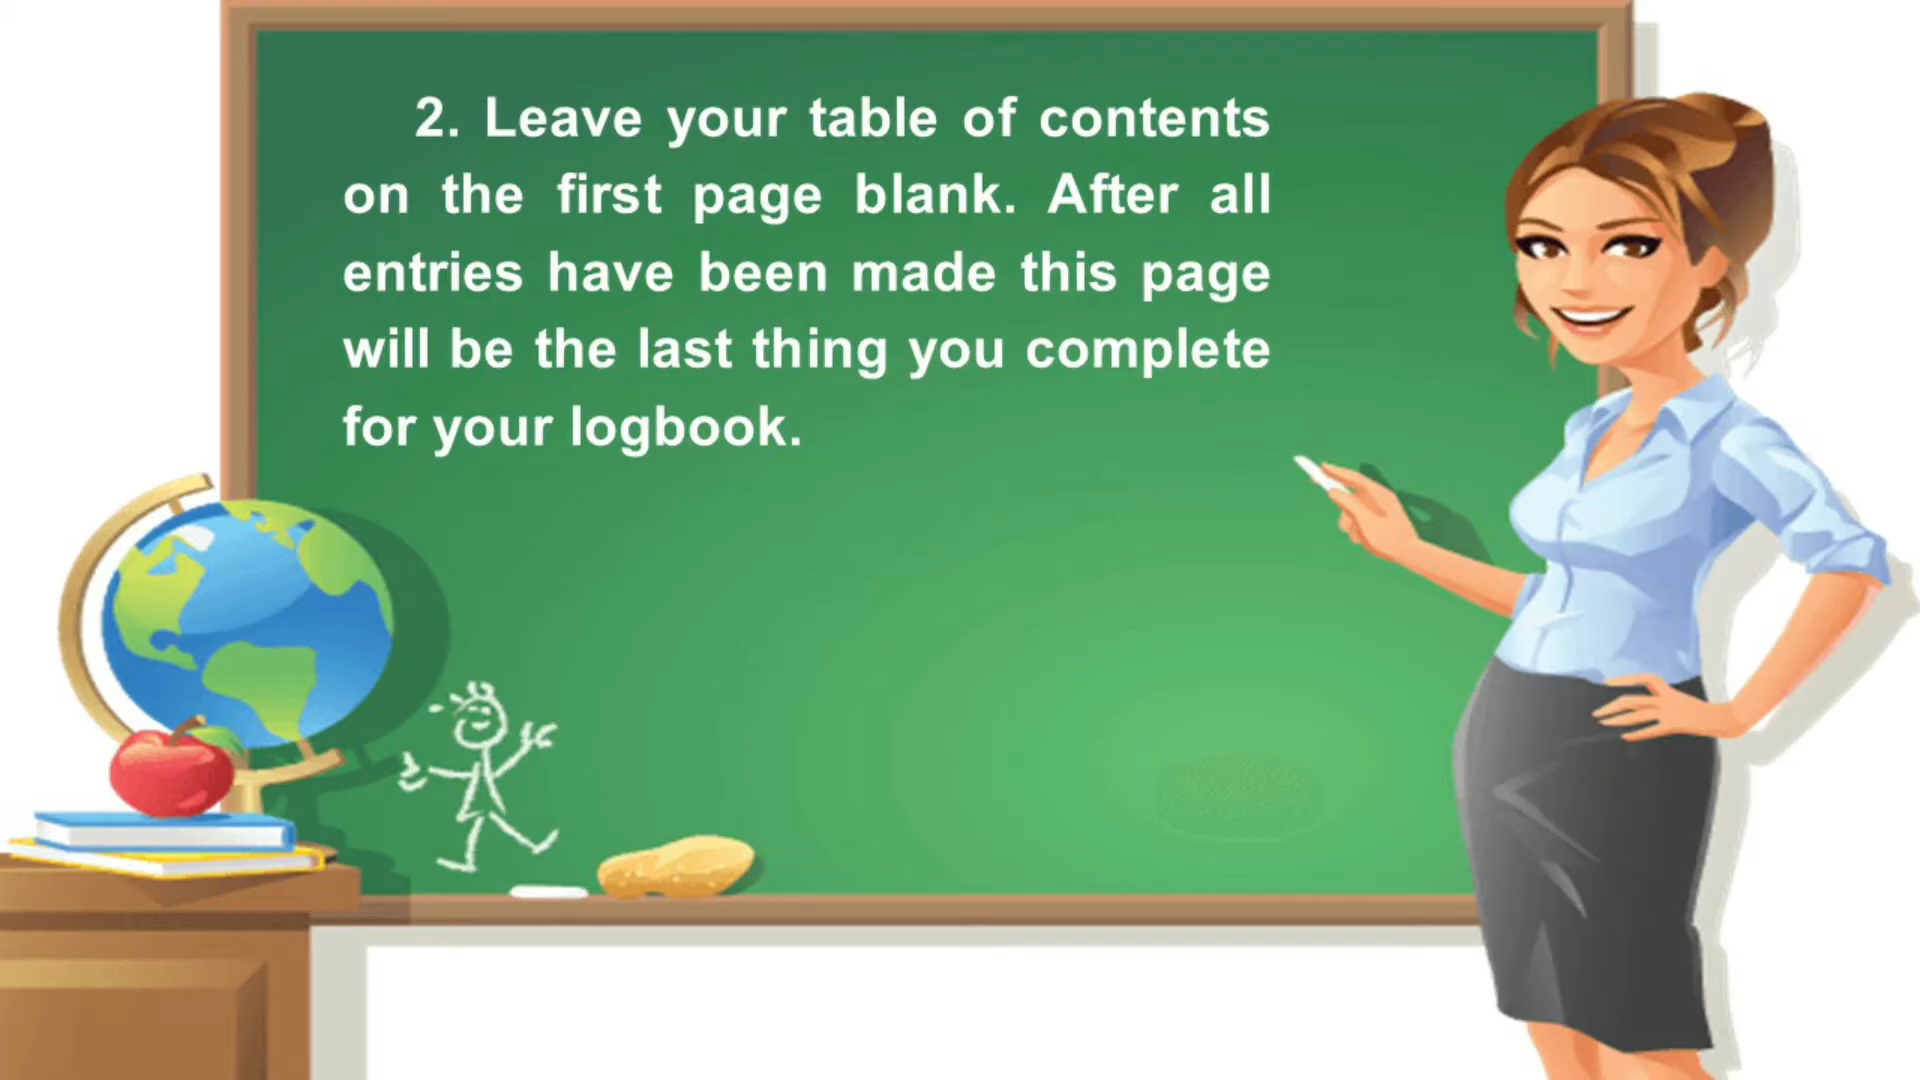 2. Leave your table of contents
on the first page blank. After all
entries have been made this page
will be the last thing you complete
for your logbook.